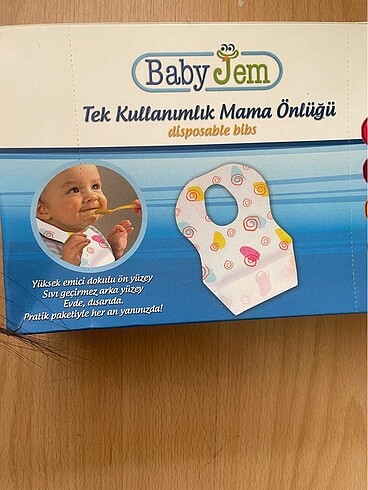 Baby Jem
Tek Kullanımlık Mama Önlüğü
disposable bibs
Yüksek emici dokulu ön yüzey
Sıvı geçirmez arka yüzey
Evde, dışarıda.
Pratik paketiyle her an yanınızda!